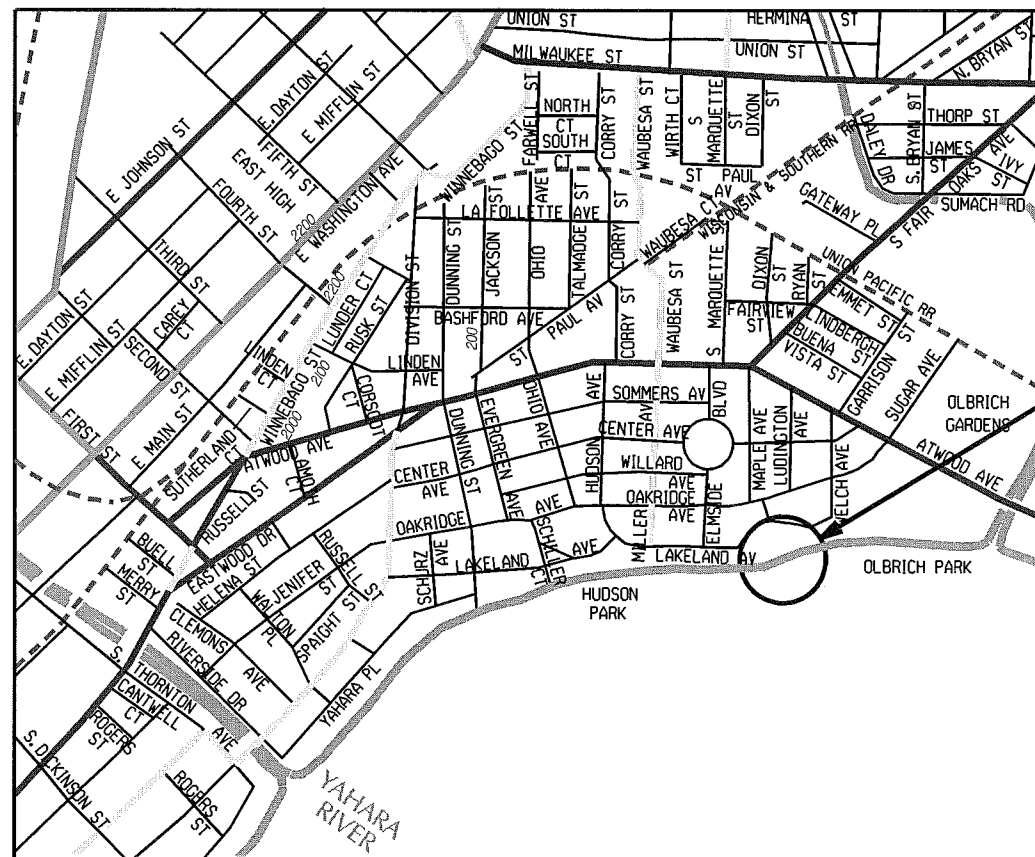 UNION ST
HERMINA ST
MILWAUKEE ST
UNION ST
N. BRYAN ST
E. DAYTON ST
E MIFFLIN ST
FARWELL ST
NORTH CT
CORRY ST
WAUBESA ST
WIRTH CT
S MARQUETTE ST
DIXON ST
SOUTH CT
THORP ST
S. BRYAN ST
JAMES ST
IVY ST
DALEY DR
SUMACH RD
S FAIR OAKS AVE
E JOHNSON ST
FIFTH ST
EAST HIGH
FOURTH ST
2200
E WASHINGTON AVE
WINNEBAGO ST
ST PAUL AV
WISCONSIN & SOUTHERN RR
GATEWAY PL
LA FOLLETTE AVE
WAUBESA CT
DUNNING ST
JACKSON ST
OHIO AVE
TALMADGE ST
CORRY ST
THIRD ST
2200
LUNDER CT
RUSK ST
DIVISION ST
WAUBESA ST
S MARQUETTE
DIXON ST
RYAN ST
UNION PACIFIC RR
CAREY CT
BASHFORD AVE
200
ST PAUL AV
CORRY ST
FAIRVIEW ST
EMMET ST
LINDBERGH ST
BUENA VISTA ST
GARRISON ST
SUGAR AVE
E. DAYTON ST
E MIFFLIN ST
SECOND ST
LINDEN CT
WINNEBAGO ST
2100
2000
LINDEN AVE
CORSCOT CT
FIRST ST
E MAIN ST
SUTHERLAND CT
ATWOOD AVE
AMOTH CT
RUSSELL ST
OHIO AVE
EVERGREEN AVE
DUNNING ST
HUDSON AVE
SOMMERS AV
BLVD
CENTER AVE
MAPLE AVE
LUDINGTON AVE
OLBRICH
GARDENS
ATWOOD AVE
CENTER AVE
WILLARD AVE
OAKRIDGE AVE
WELCH AVE
ELMSIDE
MILLER AV
OAKRIDGE AVE
SCHILLER CT
LAKELAND AV
LAKELAND AVE
SCHURZ AVE
BUELL ST
MERRY ST
EASTWOOD DR
HELENA ST
RUSSELL ST
JENIFER ST
WALTON PL
SPAIGHT ST
HUDSON
PARK
OLBRICH PARK
CLEMONS AVE
RIVERSIDE DR
YAHARA PL
S. THORNTON AVE
CANTWELL CT
ROGERS ST
S. DICKINSON ST
ROGERS ST
YAHARA
RIVER